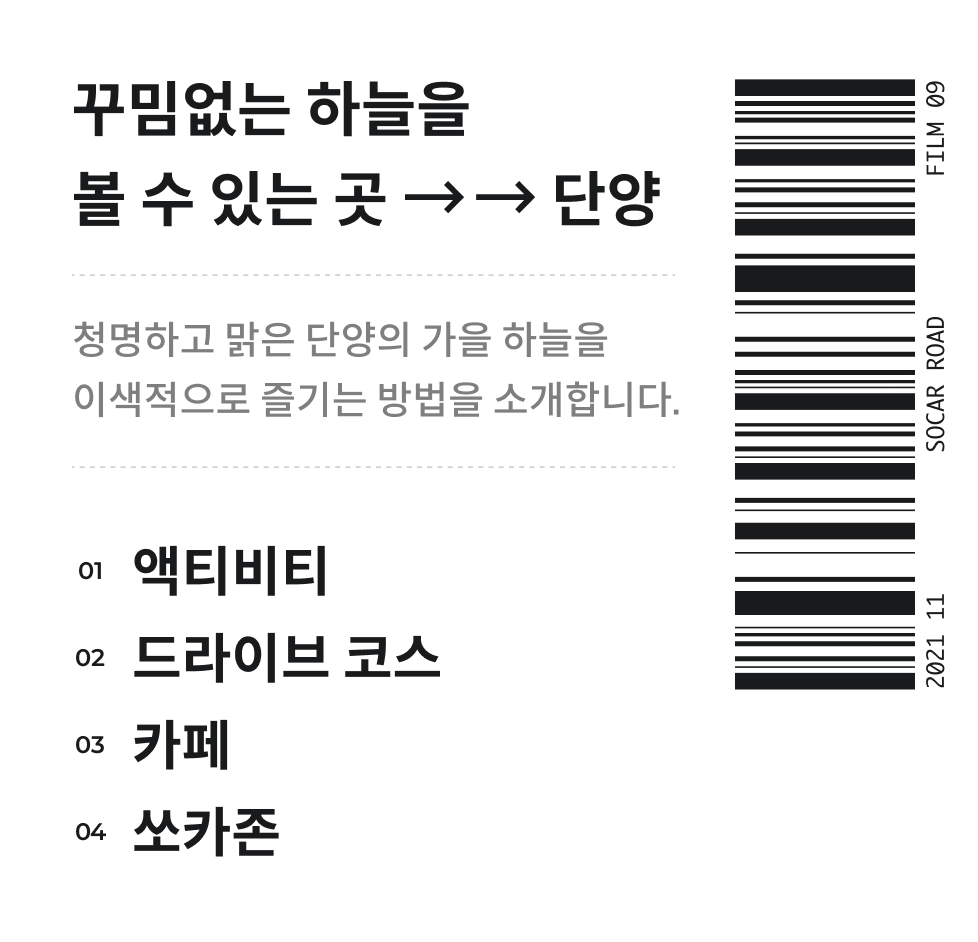 꾸밈없는 하늘을
볼 수 있는 곳 →→ 단양
청명하고 맑은 단양의 가을 하늘을
이색적으로 즐기는 방법을 소개합니다.
01 액티비티
02 드라이브 코스
03 카페
04 쏘카존
FILM 09
SOCAR ROAD
2021 11